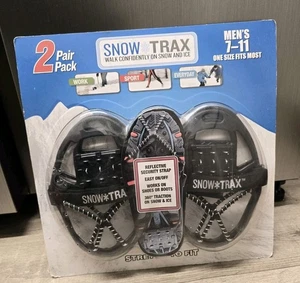 2 Pair
Pack
SNOW TRAX
WALK CONFIDENTLY ON SNOW AND ICE
MEN'S
7-11
ONE SIZE FITS MOST
WORK
SPORT
EVERYDAY
SNOW TRAX
SNOW TRAX
REFLECTIVE
SECURITY STRAP
EASY ON/OFF
WORKS ON
SHOES OR BOOTS
360° TRACTION
ON SNOW & ICE
TO FIT